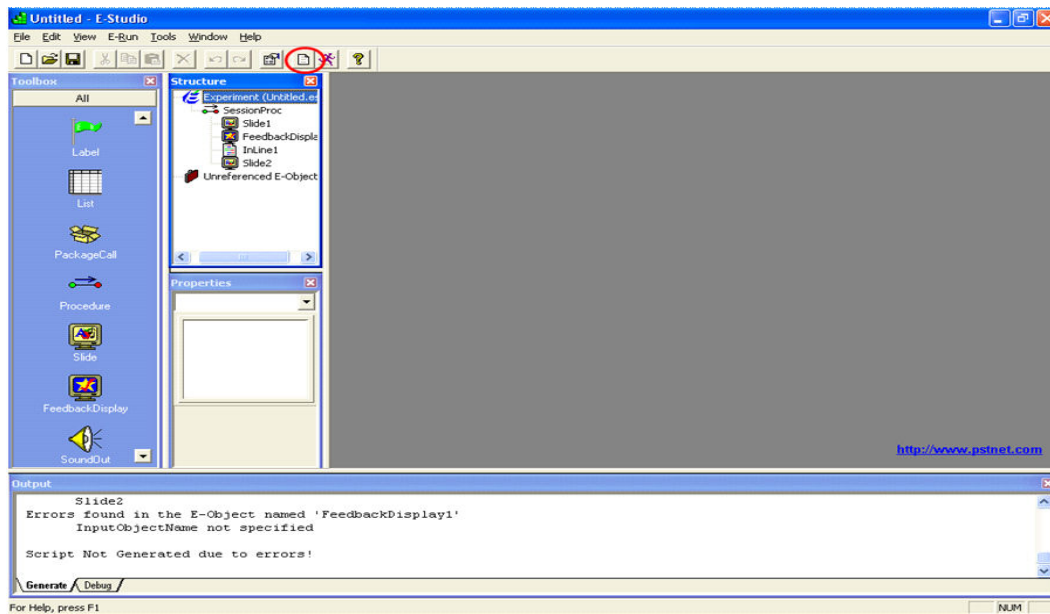 Untitled - E-Studio
File Edit View E-Run Tools Window Help
Toolbox
All
Label
List
PackageCall
Procedure
Slide
FeedbackDisplay
SoundOut
Structure
Experiment (Untitled.es
SessionProc
Slide1
FeedbackDispla
InLine1
Slide2
Unreferenced E-Object
Properties
http://www.pstnet.com
Output
Slide2
Errors found in the E-Object named 'FeedbackDisplay1'
InputObjectName not specified
Script Not Generated due to errors!
Generate Debug
For Help, press F1
NUM